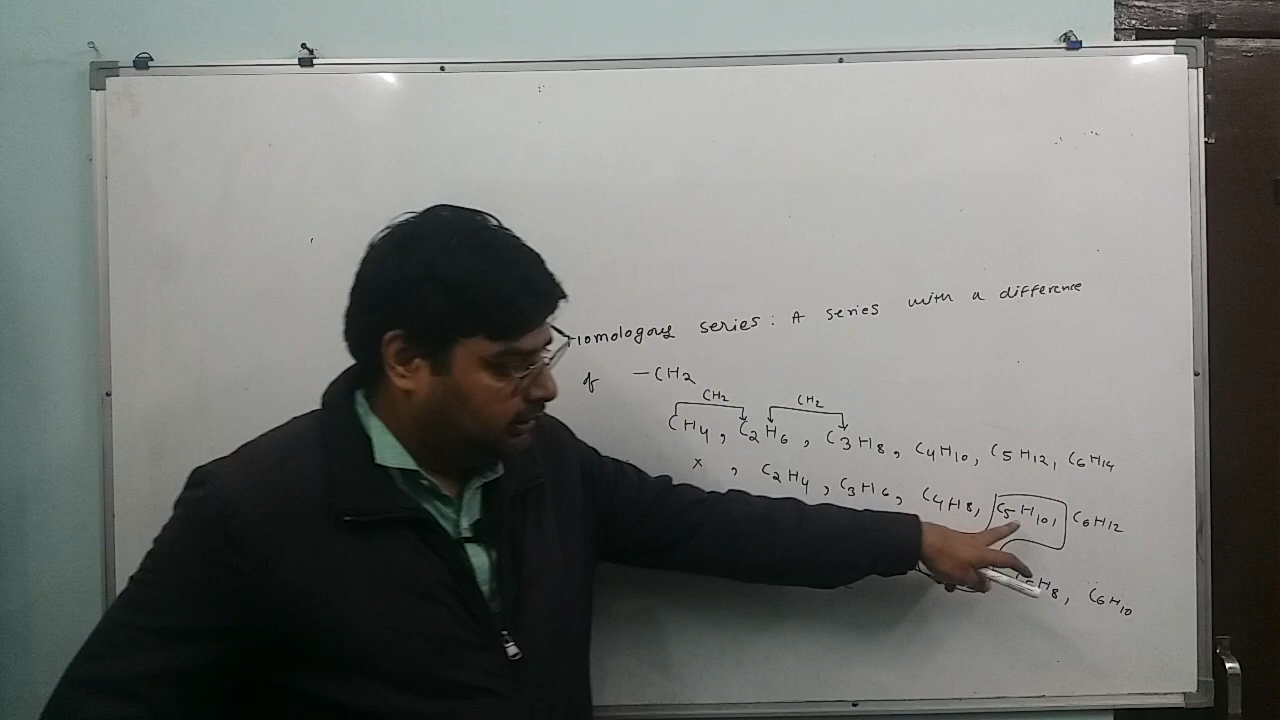 Homologous series: A series with a difference
of -CH2
CH2 CH2
CH4, C2H6, C3H8, C4H10, C5H12, C6H14
x, C2H4, C3H6, C4H8, C5H10, C6H12
H8, C6H10